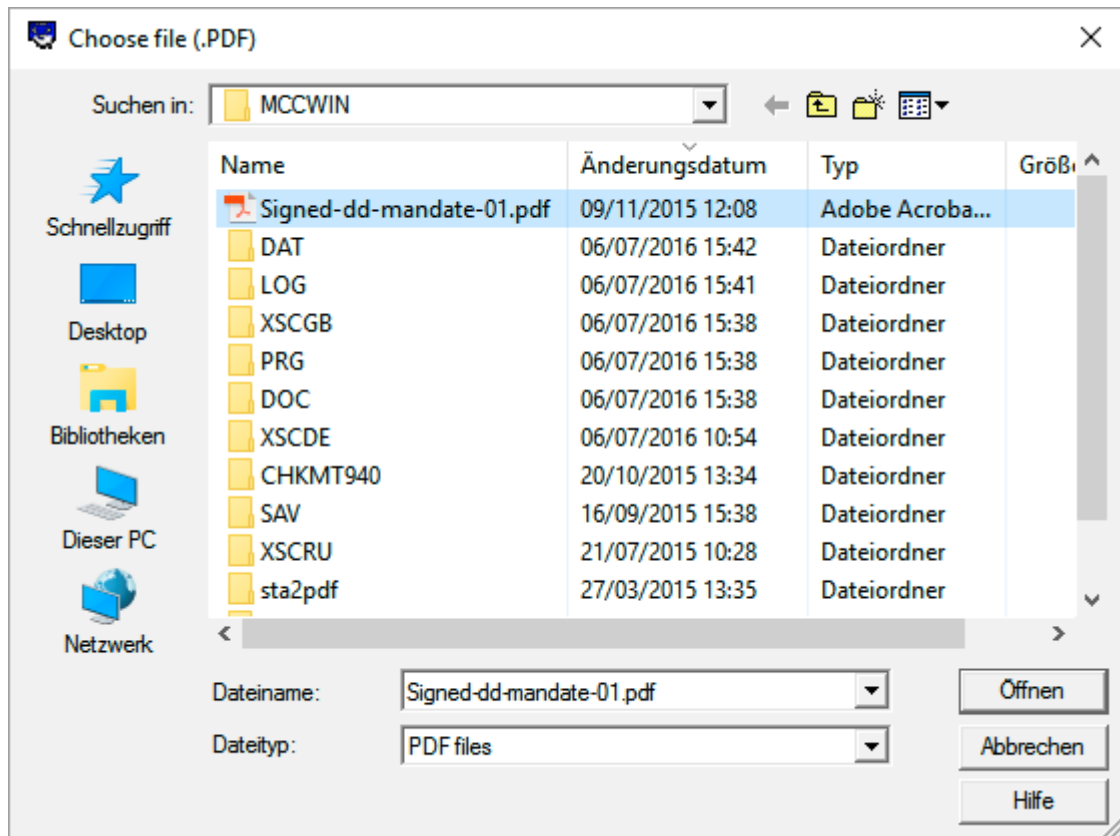 Choose file (.PDF)
Suchen in: MCCWIN
Name Änderungsdatum Typ Größ
Signed-dd-mandate-01.pdf 09/11/2015 12:08 Adobe Acroba...
DAT 06/07/2016 15:42 Dateiordner
LOG 06/07/2016 15:41 Dateiordner
XSCGB 06/07/2016 15:38 Dateiordner
PRG 06/07/2016 15:38 Dateiordner
DOC 06/07/2016 15:38 Dateiordner
XSCDE 06/07/2016 10:54 Dateiordner
CHKMT940 20/10/2015 13:34 Dateiordner
SAV 16/09/2015 15:38 Dateiordner
XSCRU 21/07/2015 10:28 Dateiordner
sta2pdf 27/03/2015 13:35 Dateiordner
Schnellzugriff
Desktop
Bibliotheken
Dieser PC
Netzwerk
Dateiname: Signed-dd-mandate-01.pdf Öffnen
Dateityp: PDF files Abbrechen
Hilfe